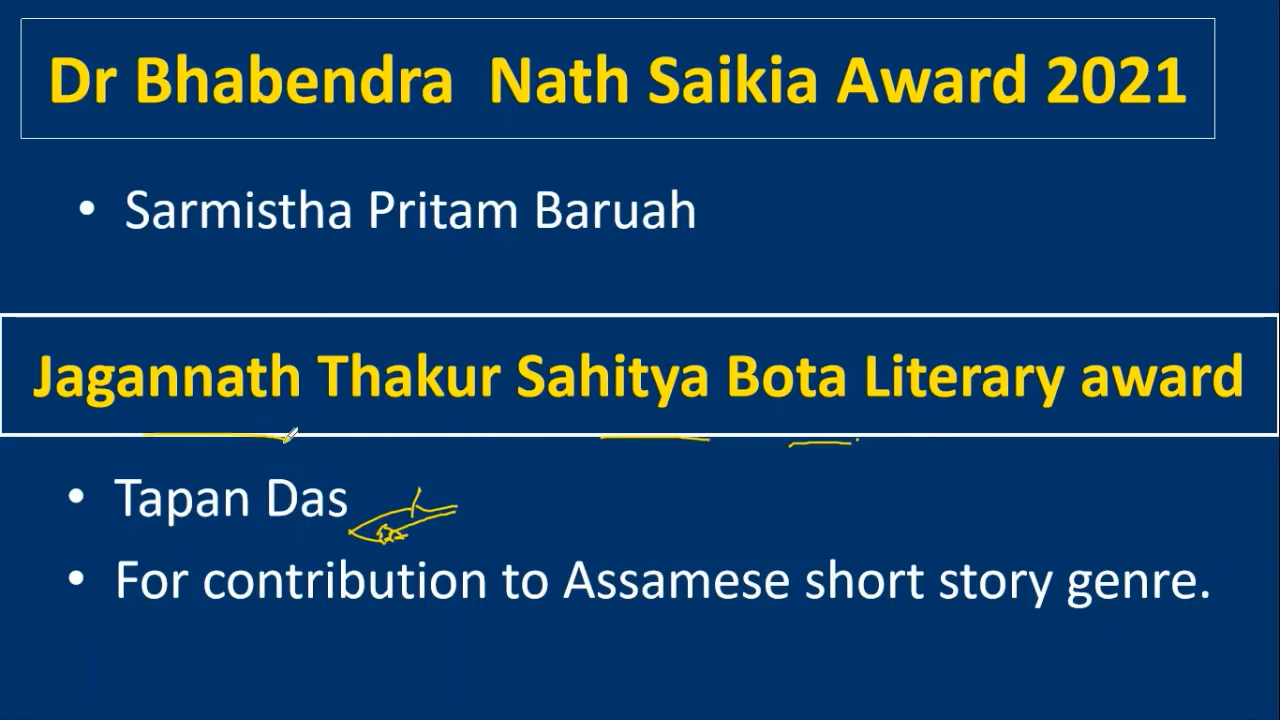 Dr Bhabendra Nath Saikia Award 2021
• Sarmistha Pritam Baruah
Jagannath Thakur Sahitya Bota Literary award
• Tapan Das
• For contribution to Assamese short story genre.